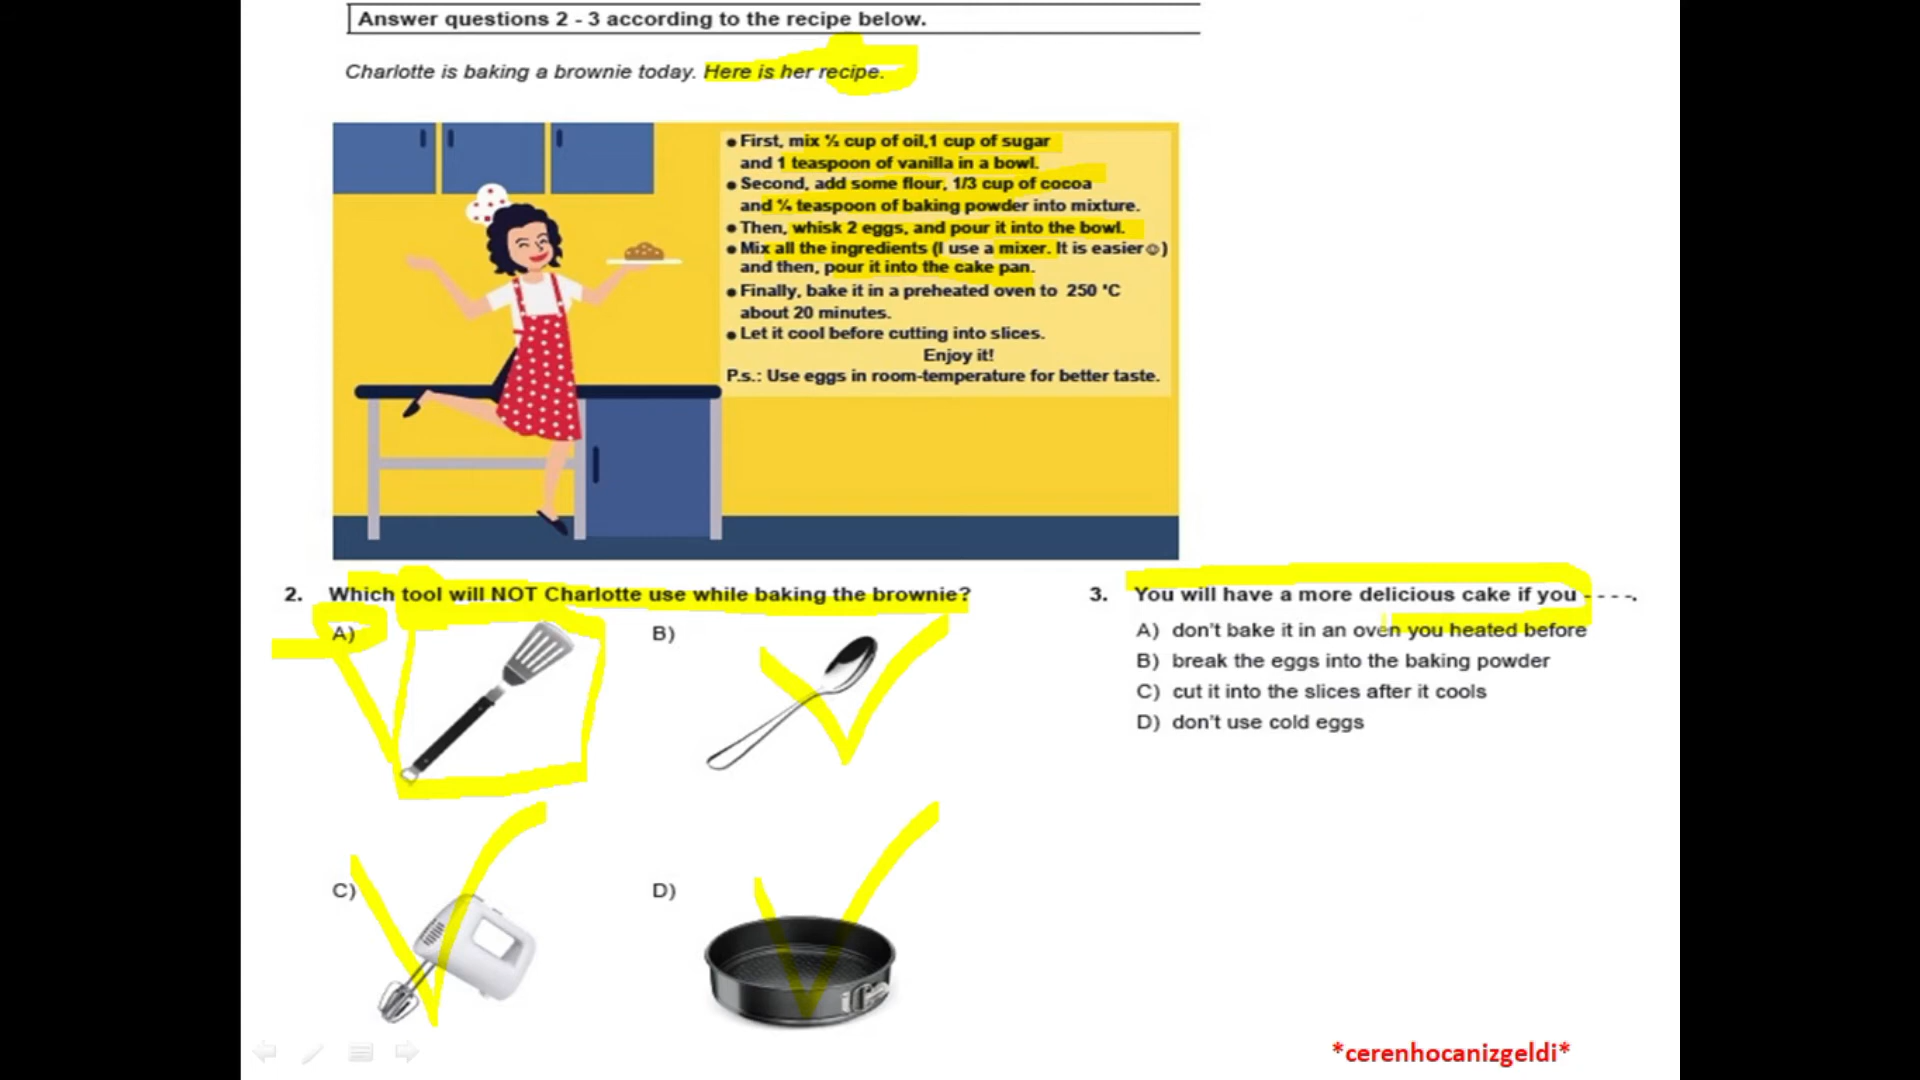 Answer questions 2 - 3 according to the recipe below.
Charlotte is baking a brownie today. Here is her recipe.
• First, mix ½ cup of oil,1 cup of sugar
and 1 teaspoon of vanilla in a bowl.
• Second, add some flour, 1/3 cup of cocoa
and ¼ teaspoon of baking powder into mixture.
• Then, whisk 2 eggs, and pour it into the bowl.
• Mix all the ingredients (I use a mixer. It is easier☺)
and then, pour it into the cake pan.
• Finally, bake it in a preheated oven to 250 °C
about 20 minutes.
• Let it cool before cutting into slices.
Enjoy it!
P.s.: Use eggs in room-temperature for better taste.
2. Which tool will NOT Charlotte use while baking the brownie?
A)
B)
C)
D)
3. You will have a more delicious cake if you - - - -.
A) don't bake it in an oven you heated before
B) break the eggs into the baking powder
C) cut it into the slices after it cools
D) don't use cold eggs
*cerenhocanizgeldi*